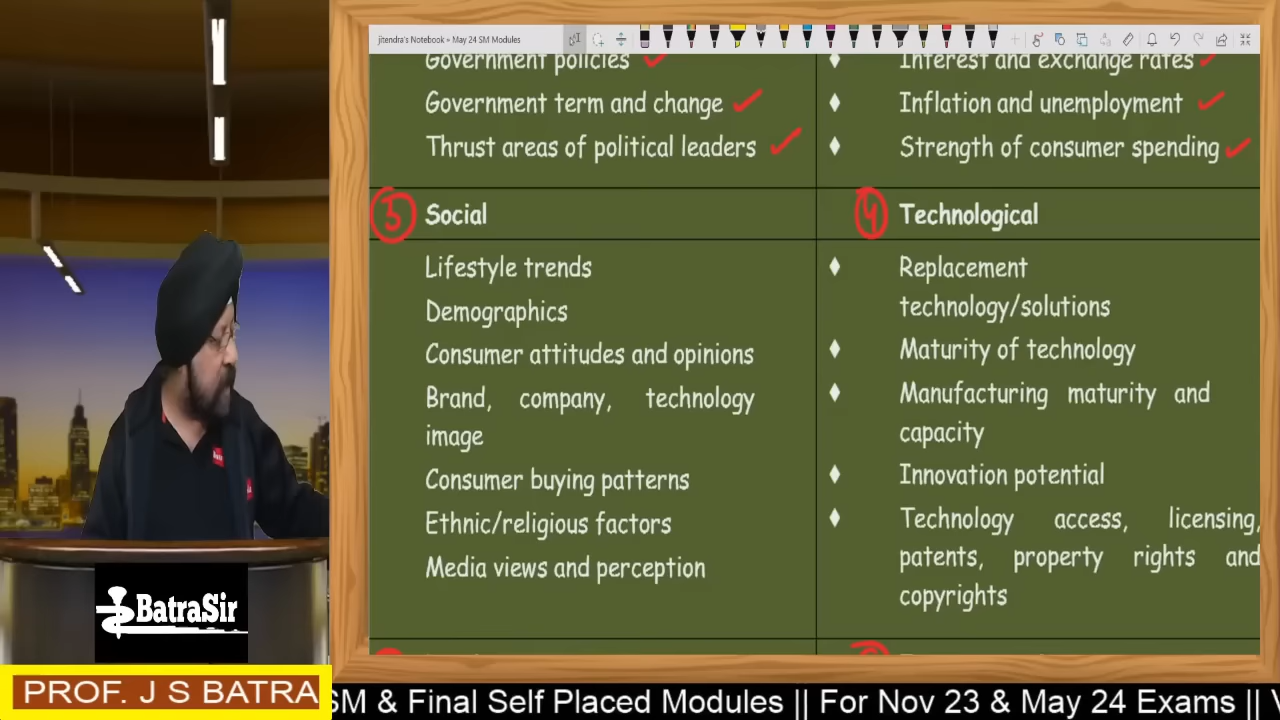 jitendra's Notebook » May 24 SM Modules
Government policies
Government term and change
Thrust areas of political leaders
Interest and exchange rates
Inflation and unemployment
Strength of consumer spending
3 Social
4 Technological
Lifestyle trends
Demographics
Consumer attitudes and opinions
Brand, company, technology
image
Consumer buying patterns
Ethnic/religious factors
Media views and perception
Replacement
technology/solutions
Maturity of technology
Manufacturing maturity and
capacity
Innovation potential
Technology access, licensing,
patents, property rights and
copyrights
BatraSir
PROF. J S BATRA
SM & Final Self Placed Modules || For Nov 23 & May 24 Exams ||